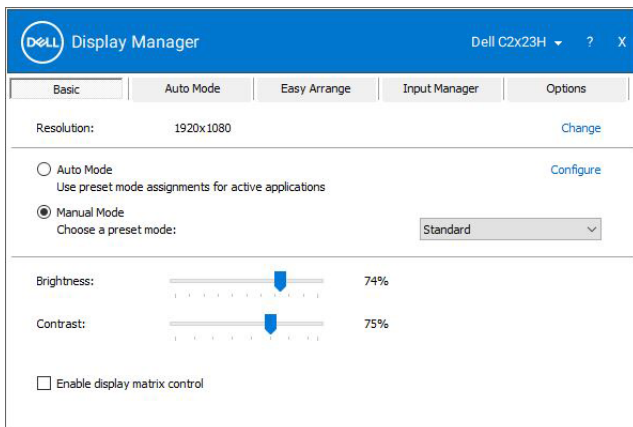 DELL Display Manager Dell C2x23H ? X
Basic Auto Mode Easy Arrange Input Manager Options
Resolution: 1920x1080 Change
Auto Mode Configure
Use preset mode assignments for active applications
Manual Mode
Choose a preset mode: Standard
Brightness: 74%
Contrast: 75%
Enable display matrix control